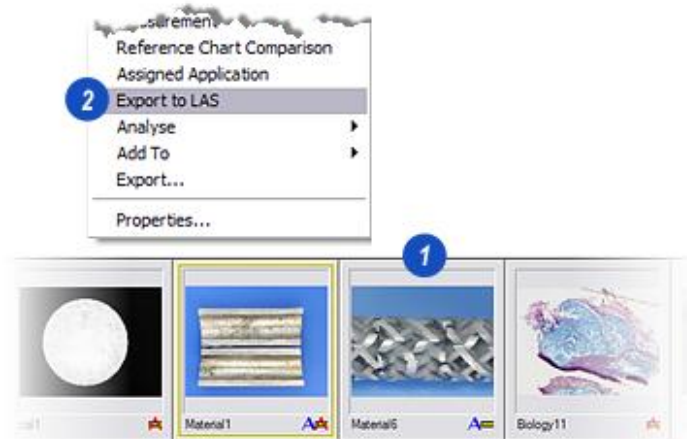 Reference Chart Comparison
Assigned Application
2 Export to LAS
Analyse
Add To
Export...
Properties...
1
Material1 A
Material6 A
Biology11